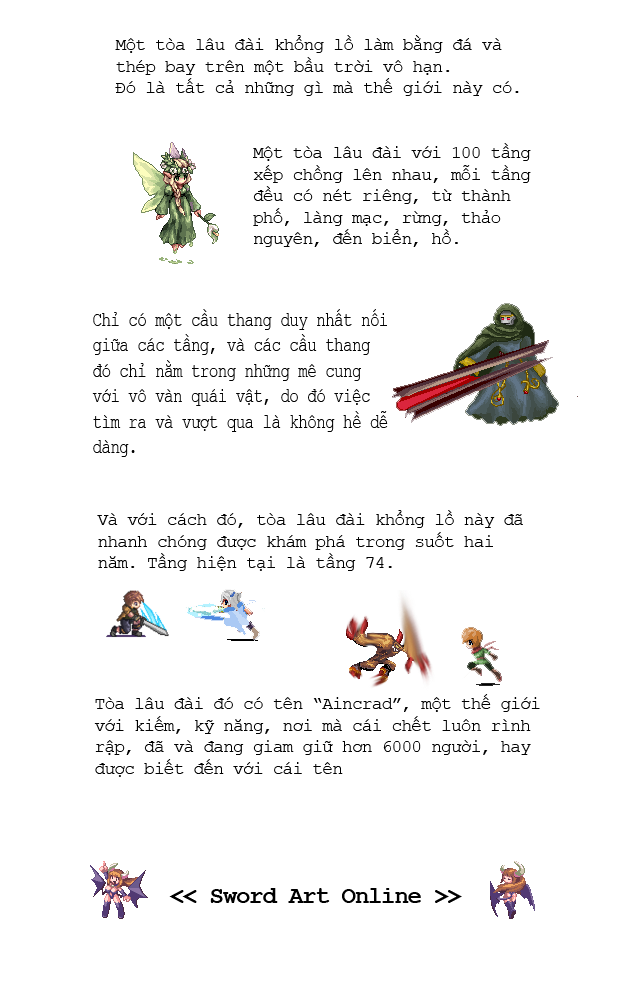 Một tòa lâu đài khổng lồ làm bằng đá và
thép bay trên một bầu trời vô hạn.
Đó là tất cả những gì mà thế giới này có.
Một tòa lâu đài với 100 tầng
xếp chồng lên nhau, mỗi tầng
đều có nét riêng, từ thành
phố, làng mạc, rừng, thảo
nguyên, đến biển, hồ.
Chỉ có một cầu thang duy nhất nối
giữa các tầng, và các cầu thang
đó chỉ nằm trong những mê cung
với vô vàn quái vật, do đó việc
tìm ra và vượt qua là không hề dễ
dàng.
Và với cách đó, tòa lâu đài khổng lồ này đã
nhanh chóng được khám phá trong suốt hai
năm. Tầng hiện tại là tầng 74.
Tòa lâu đài đó có tên “Aincrad”, một thế giới
với kiếm, kỹ năng, nơi mà cái chết luôn rình
rập, đã và đang giam giữ hơn 6000 người, hay
được biết đến với cái tên
<< Sword Art Online >>